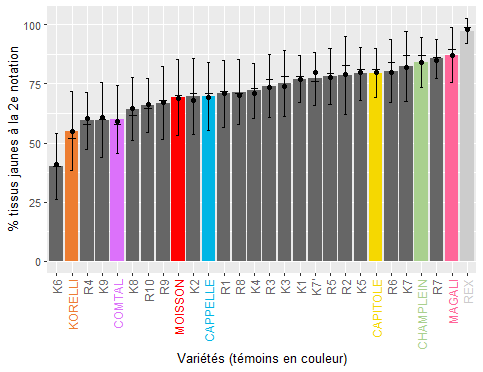 % tissus jaunes à la 2e notation
100
75
50
25
0
K6 KORELLI R4 K9 COMTAL K8 R10 R9 MOISSON K2 CAPPELLE R1 R8 K4 R3 K3 K1 K7' R5 R2 K5 CAPITOLE R6 K7 CHAMPLEIN R7 MAGALI REX
Variétés (témoins en couleur)